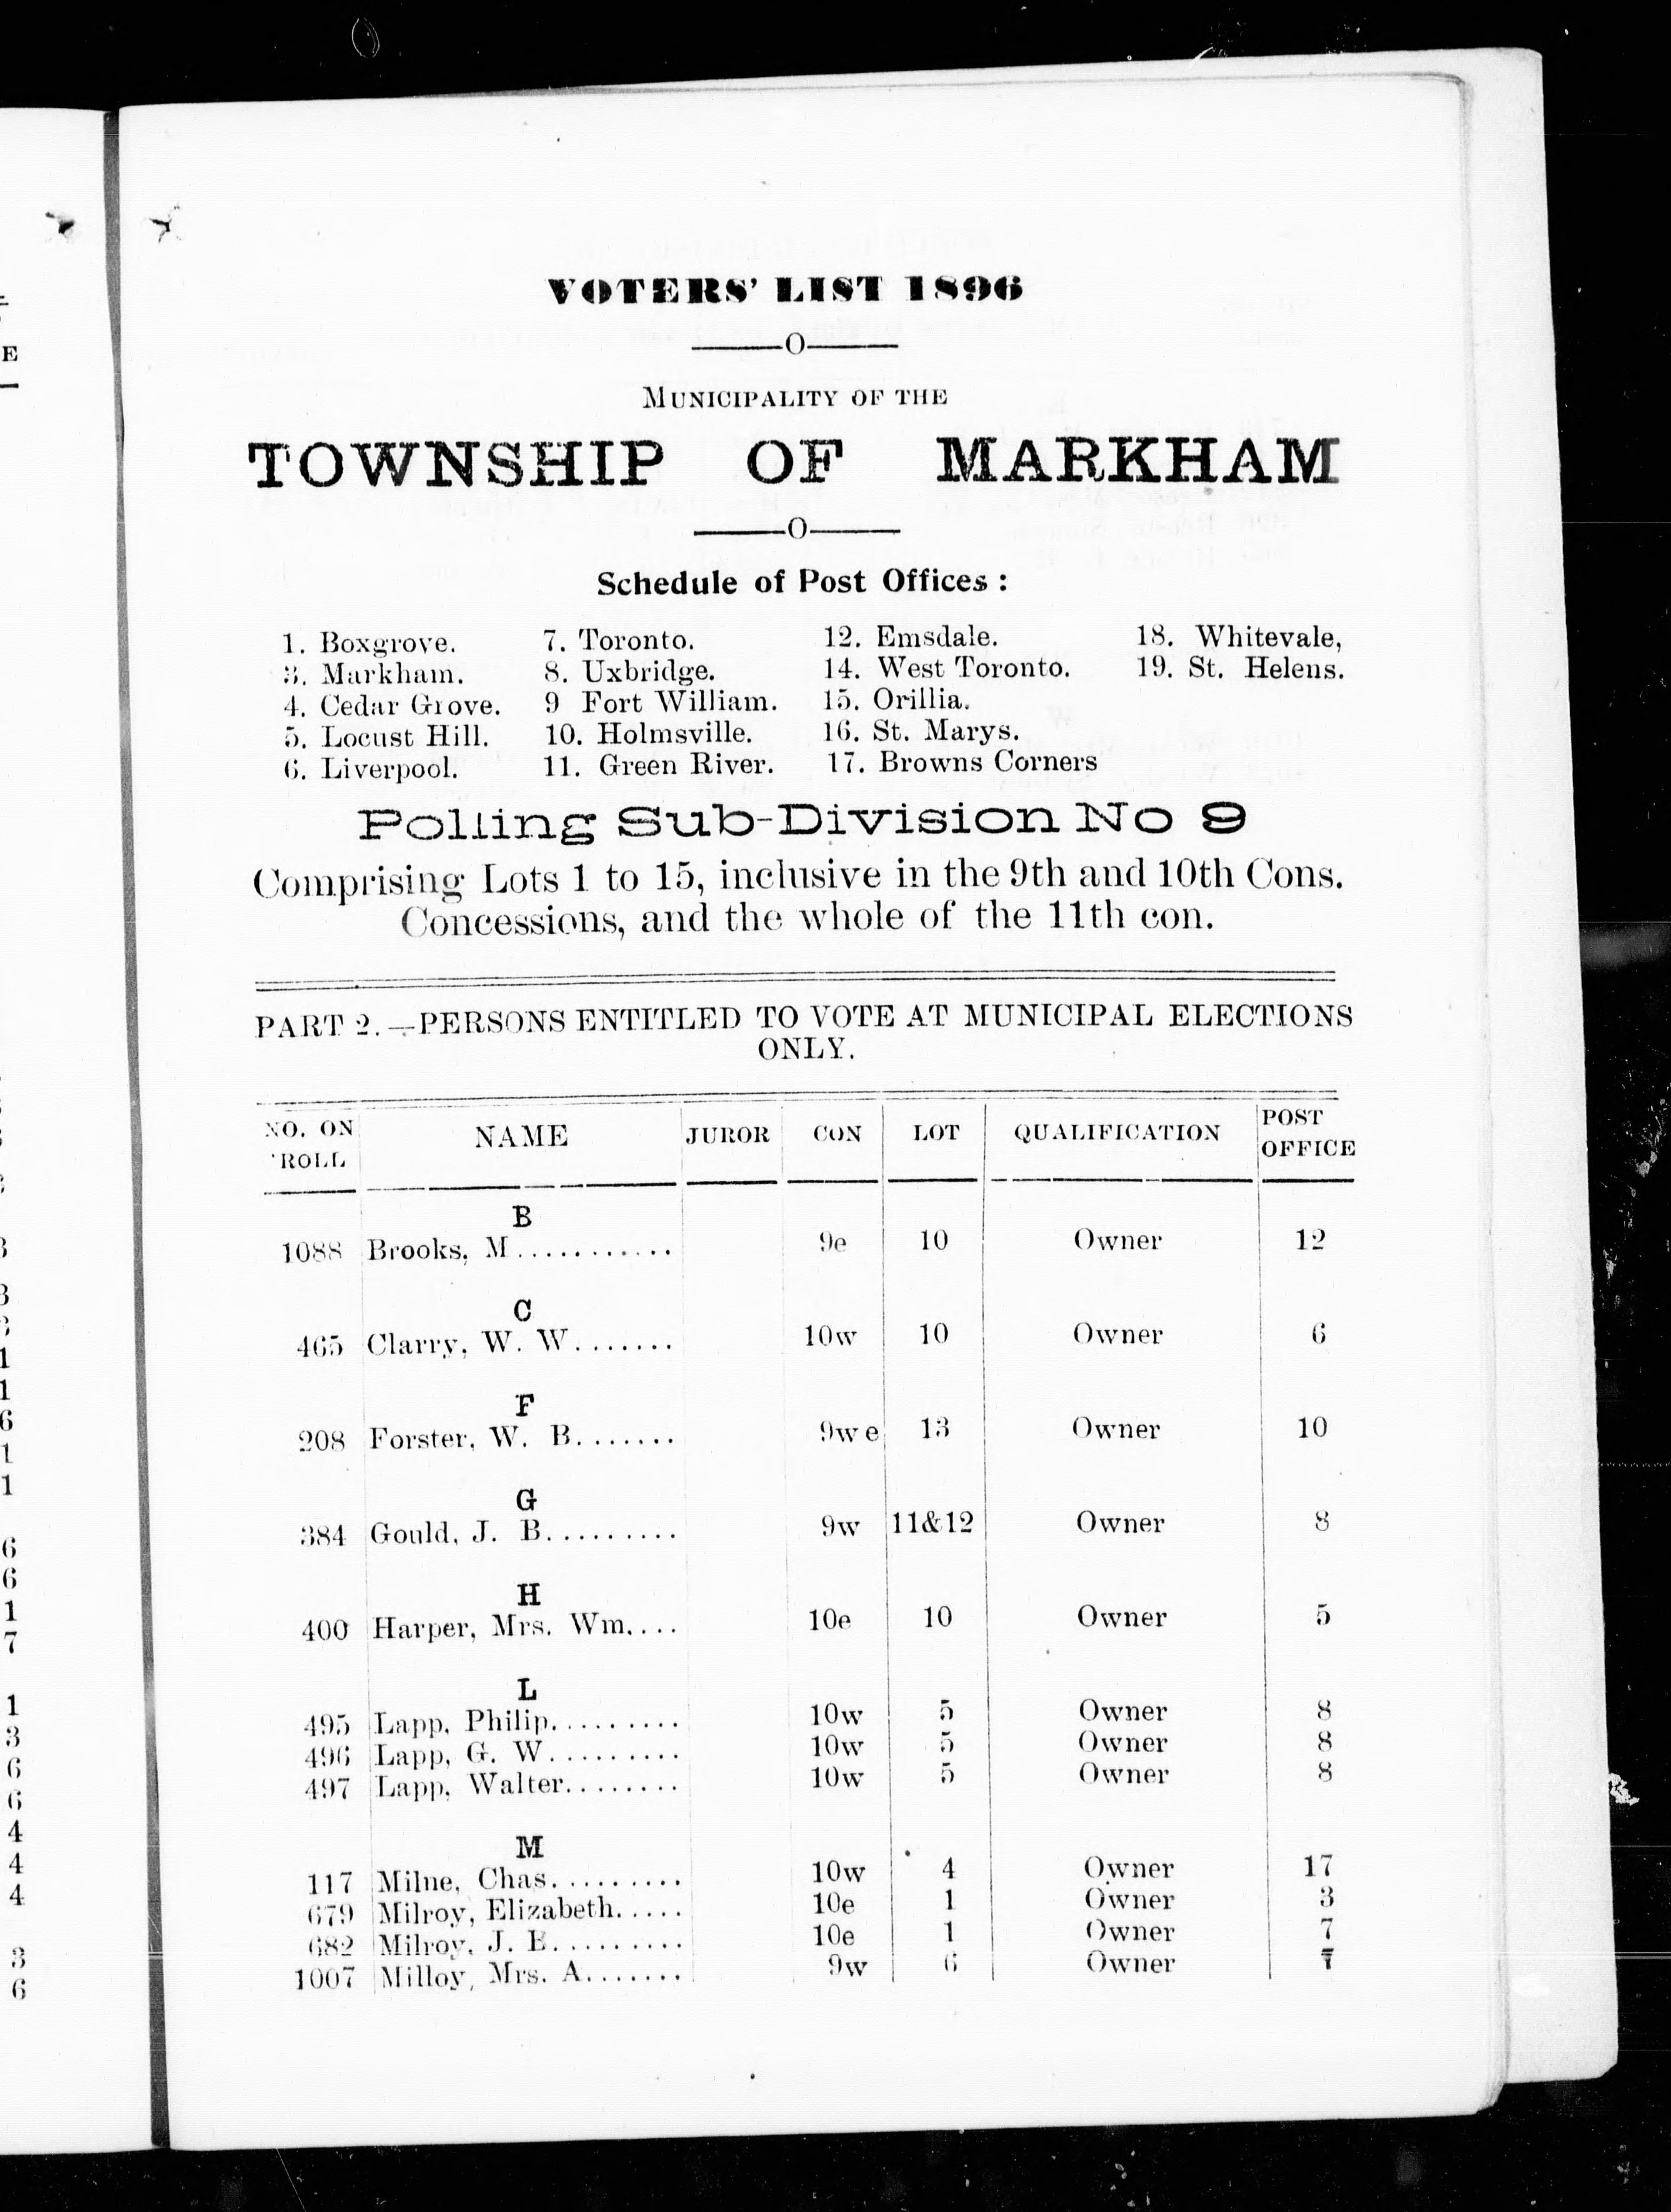 VOTERS' LIST 1896
O
MUNICIPALITY OF THE
TOWNSHIP OF MARKHAM
O
Schedule of Post Offices :
1. Boxgrove. 7. Toronto. 12. Emsdale. 18. Whitevale,
3. Markham. 8. Uxbridge. 14. West Toronto. 19. St. Helens.
4. Cedar Grove. 9 Fort William. 15. Orillia.
5. Locust Hill. 10. Holmsville. 16. St. Marys.
6. Liverpool. 11. Green River. 17. Browns Corners
Polling Sub-Division No 9
Comprising Lots 1 to 15, inclusive in the 9th and 10th Cons.
Concessions, and the whole of the 11th con.
PART 2.—PERSONS ENTITLED TO VOTE AT MUNICIPAL ELECTIONS
ONLY.
NO. ON ROLL NAME JUROR CON LOT QUALIFICATION POST OFFICE
B
1088 Brooks, M........... 9e 10 Owner 12
C
465 Clarry, W. W....... 10w 10 Owner 6
F
208 Forster, W. B....... 9w e 13 Owner 10
G
384 Gould, J. B......... 9w 11&12 Owner 8
H
400 Harper, Mrs. Wm.... 10e 10 Owner 5
L
495 Lapp, Philip......... 10w 5 Owner 8
496 Lapp, G. W......... 10w 5 Owner 8
497 Lapp, Walter........ 10w 5 Owner 8
M
117 Milne, Chas......... 10w 4 Owner 17
679 Milroy, Elizabeth..... 10e 1 Owner 3
682 Milroy, J. E......... 10e 1 Owner 7
1007 Milloy, Mrs. A....... 9w 6 Owner 7